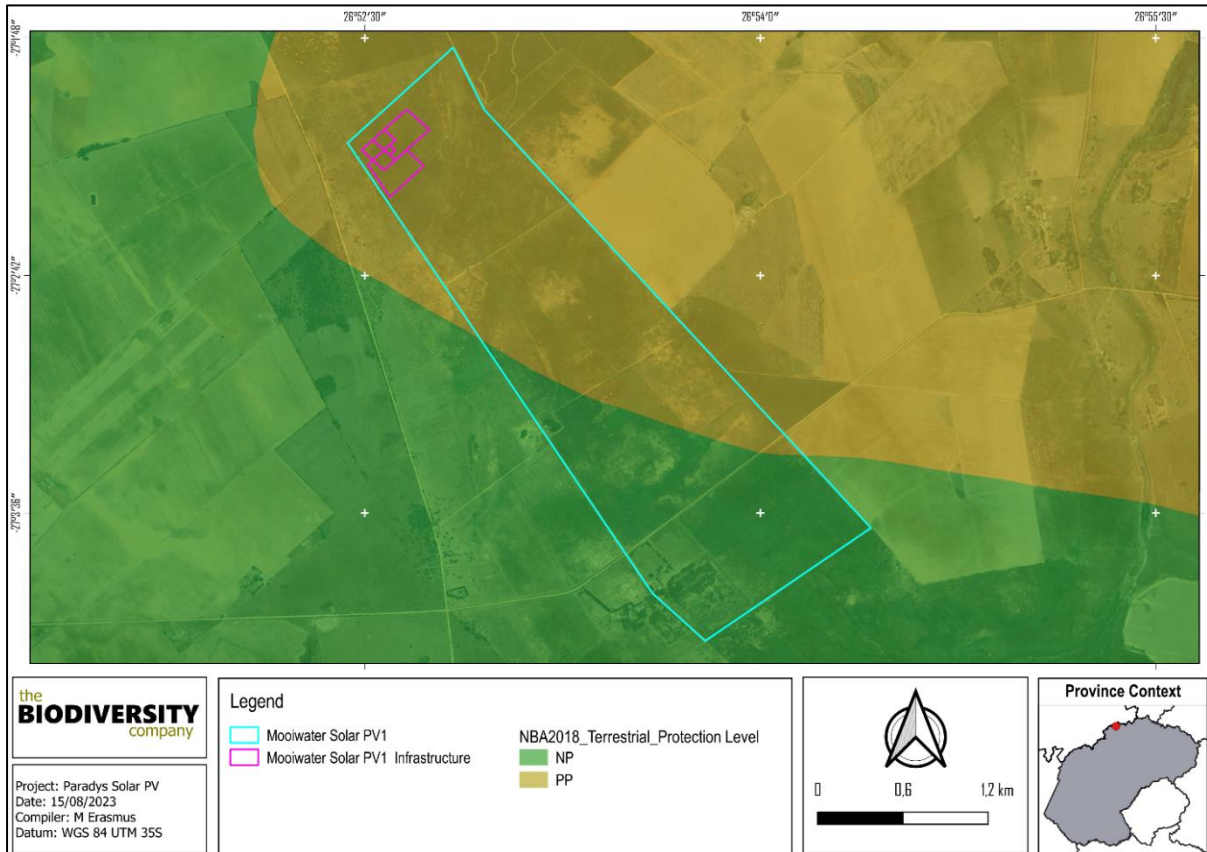 26°52′30″ 26°54′0″ 26°55′30″
-27°1′48″
-27°2′42″
-27°3′36″
the
BIODIVERSITY
company
Project: Paradys Solar PV
Date: 15/08/2023
Compiler: M Erasmus
Datum: WGS 84 UTM 35S
Legend
Mooiwater Solar PV1
Mooiwater Solar PV1 Infrastructure
NBA2018_Terrestrial_Protection Level
NP
PP
0 0,6 1,2 km
Province Context